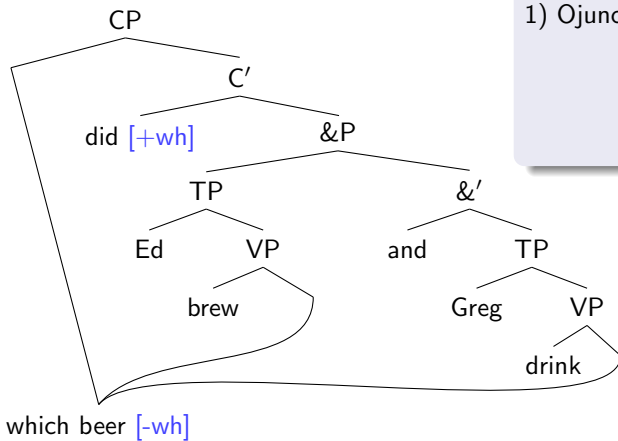 CP
1) Ojunc
C′
did [+wh]
&P
TP
&′
Ed
VP
and
TP
brew
Greg
VP
drink
which beer [-wh]